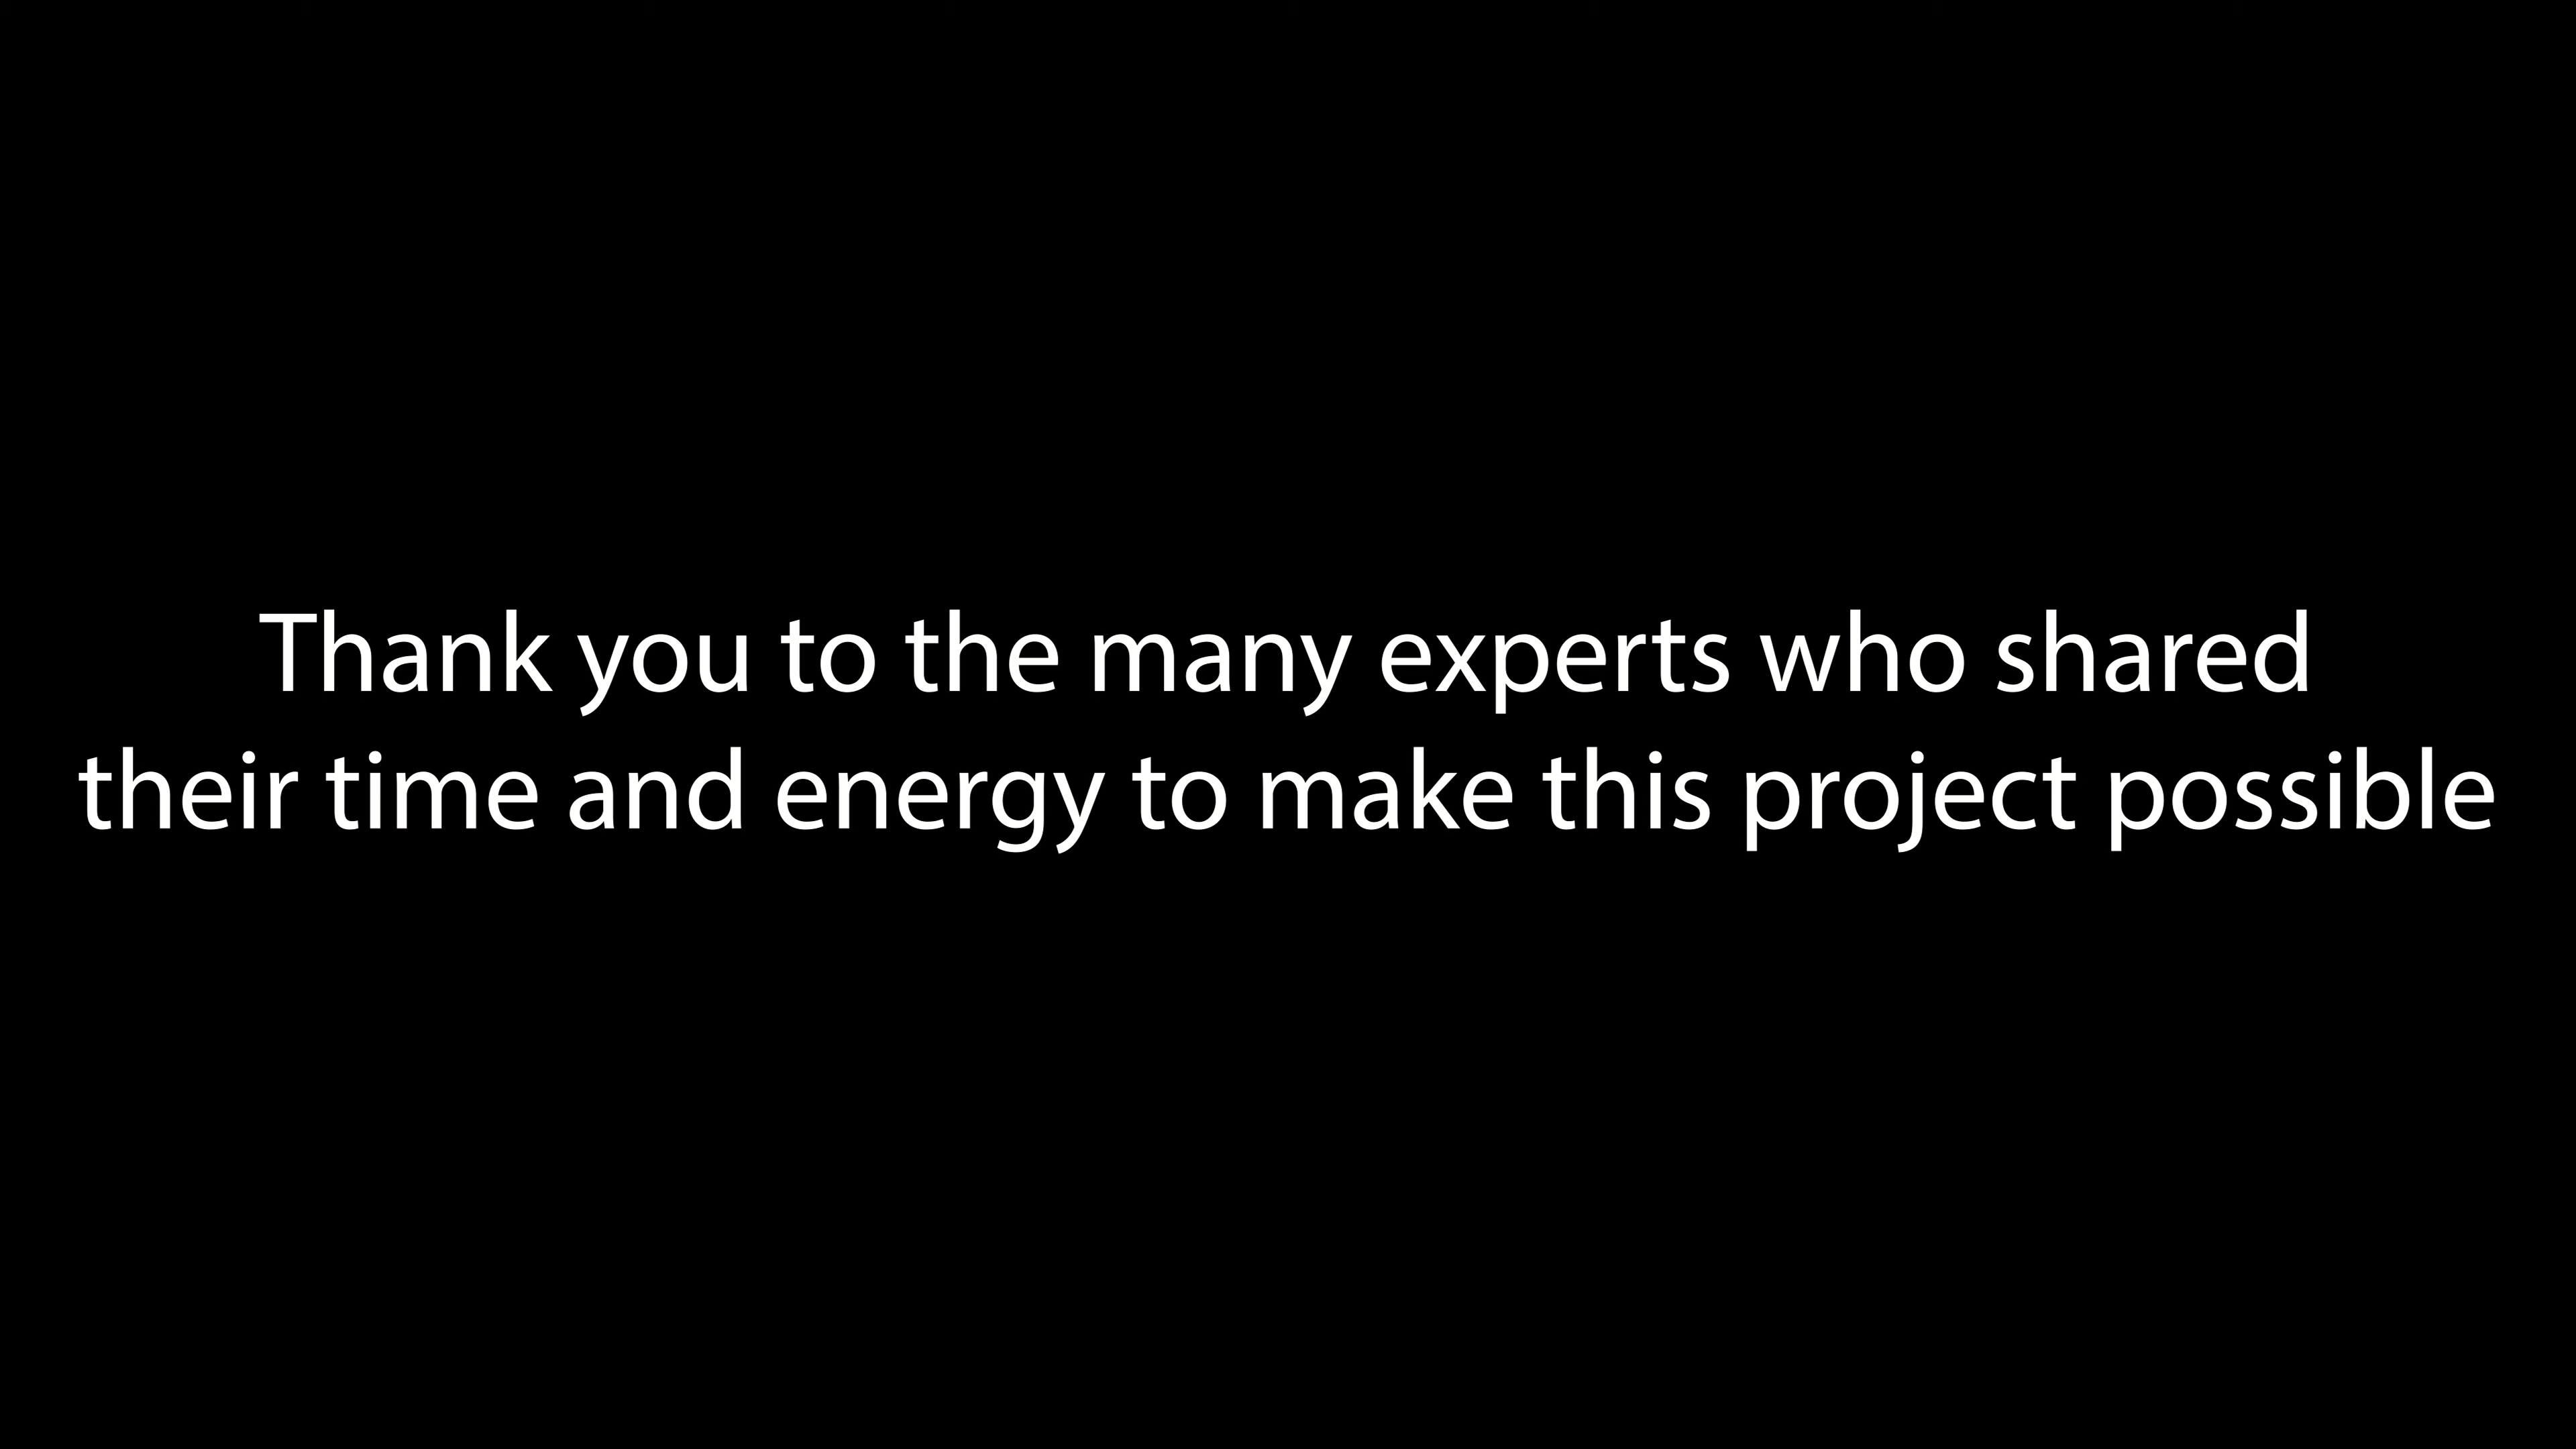 Thank you to the many experts who shared
their time and energy to make this project possible